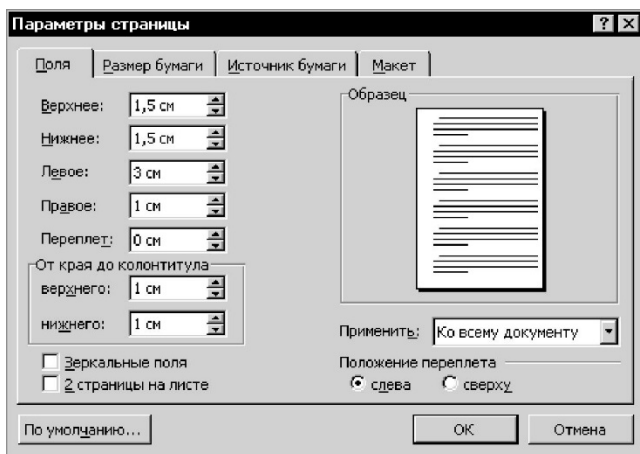 Параметры страницы
Поля Размер бумаги Источник бумаги Макет
Верхнее: 1,5 см
Нижнее: 1,5 см
Левое: 3 см
Правое: 1 см
Переплет: 0 см
От края до колонтитула
верхнего: 1 см
нижнего: 1 см
Зеркальные поля
2 страницы на листе
Образец
Применить: Ко всему документу
Положение переплета
слева сверху
По умолчанию... ОК Отмена